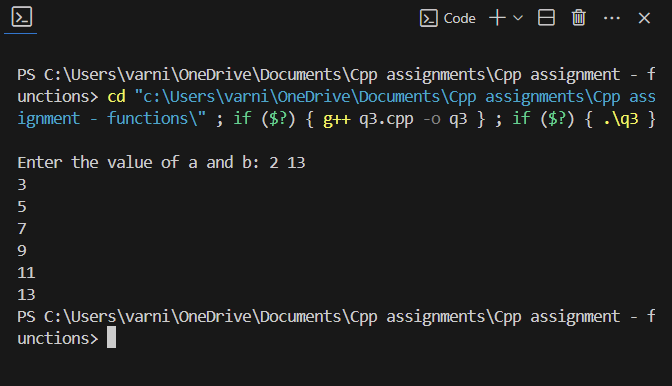 Code
PS C:\Users\varni\OneDrive\Documents\Cpp assignments\Cpp assignment - f
unctions> cd "c:\Users\varni\OneDrive\Documents\Cpp assignments\Cpp ass
ignment - functions\" ; if ($?) { g++ q3.cpp -o q3 } ; if ($?) { .\q3 }
Enter the value of a and b: 2 13
3
5
7
9
11
13
PS C:\Users\varni\OneDrive\Documents\Cpp assignments\Cpp assignment - f
unctions>